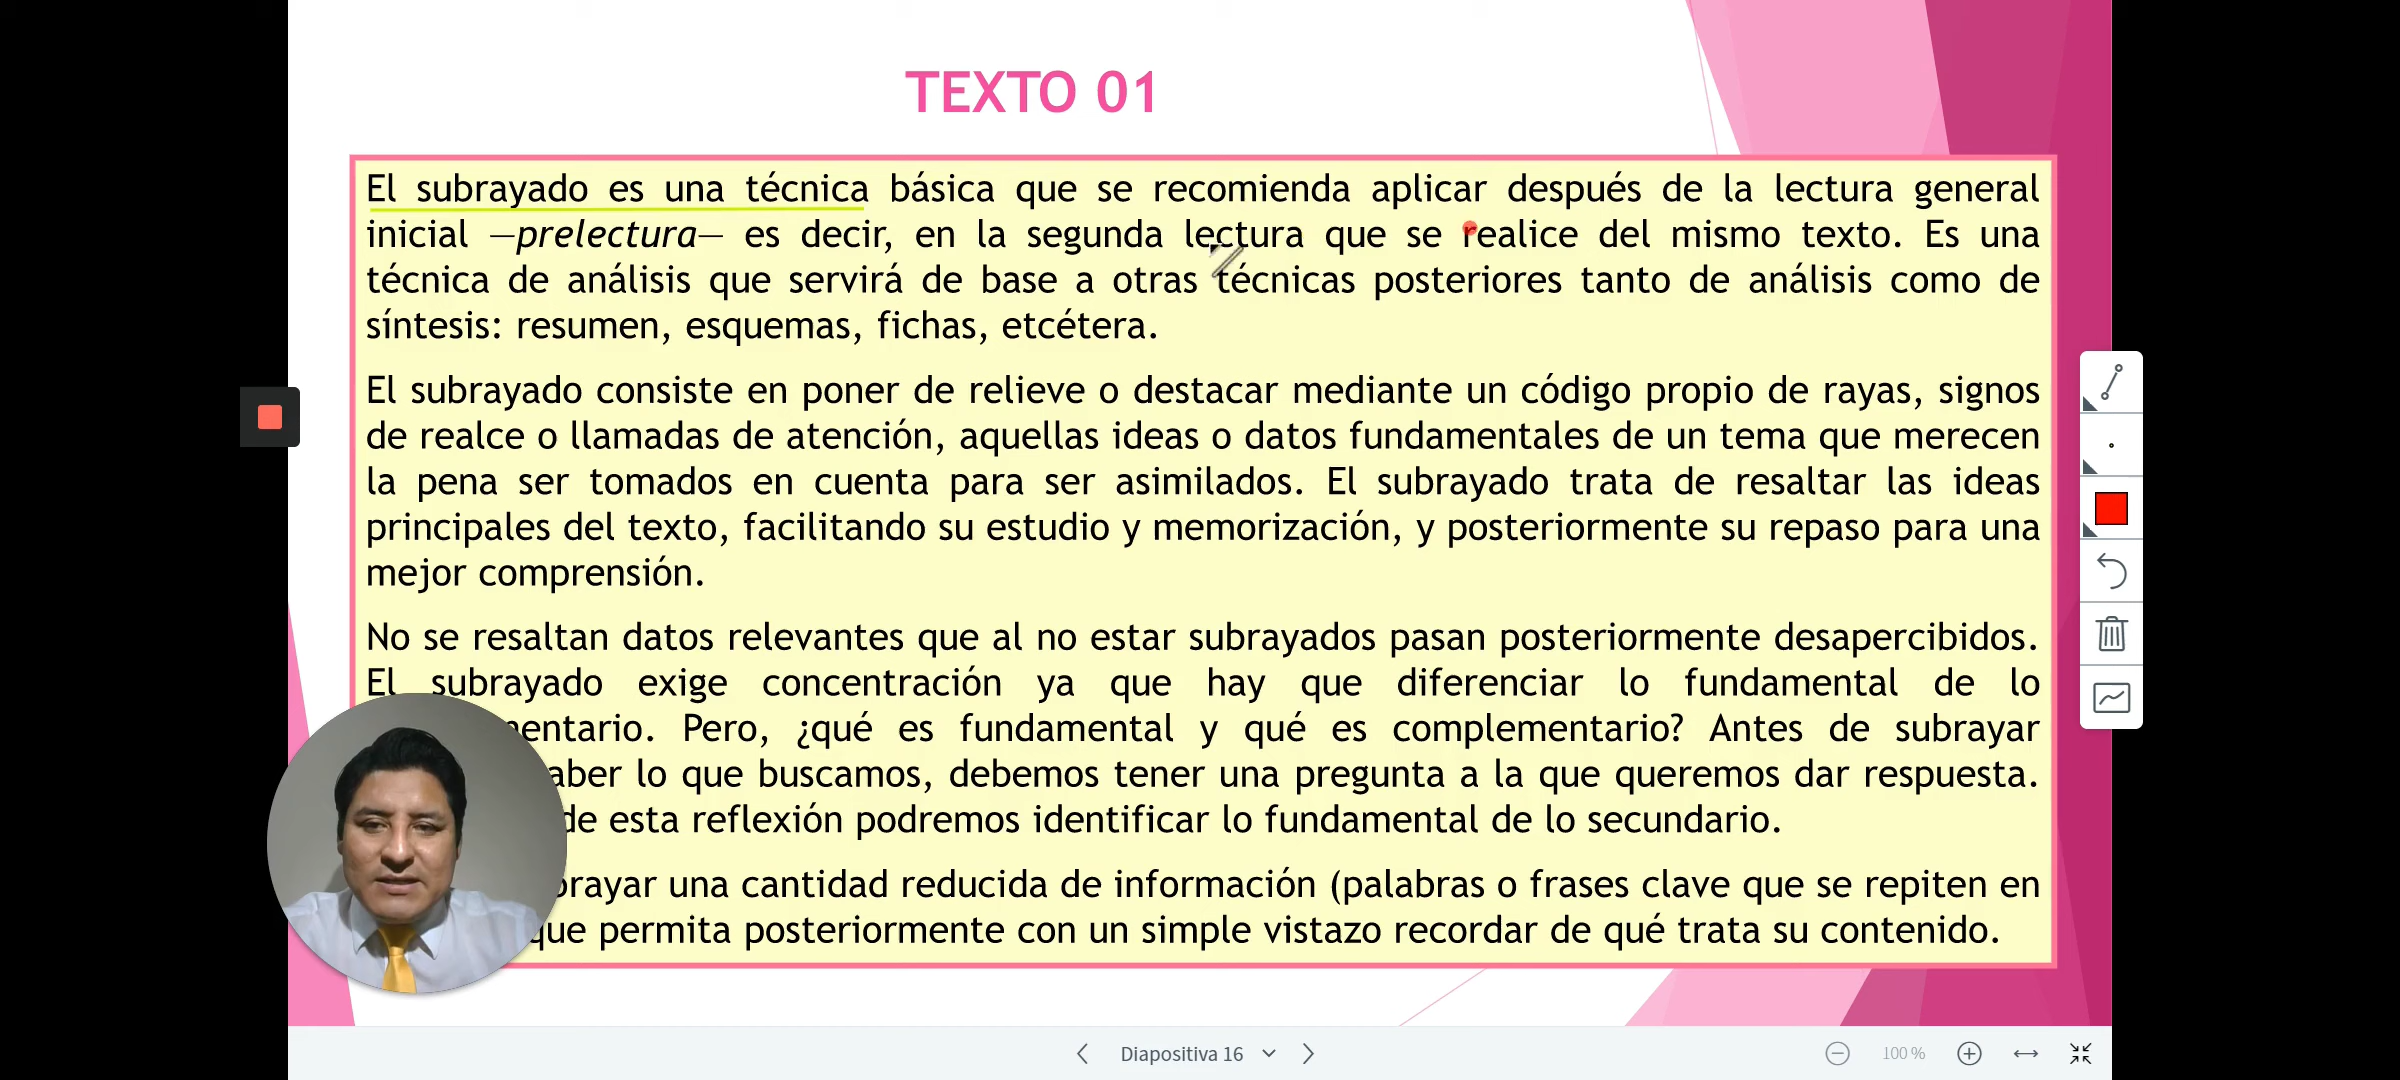 TEXTO 01
El subrayado es una técnica básica que se recomienda aplicar después de la lectura general
inicial —prelectura— es decir, en la segunda lectura que se realice del mismo texto. Es una
técnica de análisis que servirá de base a otras técnicas posteriores tanto de análisis como de
síntesis: resumen, esquemas, fichas, etcétera.
El subrayado consiste en poner de relieve o destacar mediante un código propio de rayas, signos
de realce o llamadas de atención, aquellas ideas o datos fundamentales de un tema que merecen
la pena ser tomados en cuenta para ser asimilados. El subrayado trata de resaltar las ideas
principales del texto, facilitando su estudio y memorización, y posteriormente su repaso para una
mejor comprensión.
No se resaltan datos relevantes que al no estar subrayados pasan posteriormente desapercibidos.
El subrayado exige concentración ya que hay que diferenciar lo fundamental de lo
mentario. Pero, ¿qué es fundamental y qué es complementario? Antes de subrayar
aber lo que buscamos, debemos tener una pregunta a la que queremos dar respuesta.
de esta reflexión podremos identificar lo fundamental de lo secundario.
brayar una cantidad reducida de información (palabras o frases clave que se repiten en
que permita posteriormente con un simple vistazo recordar de qué trata su contenido.
Diapositiva 16
100 %